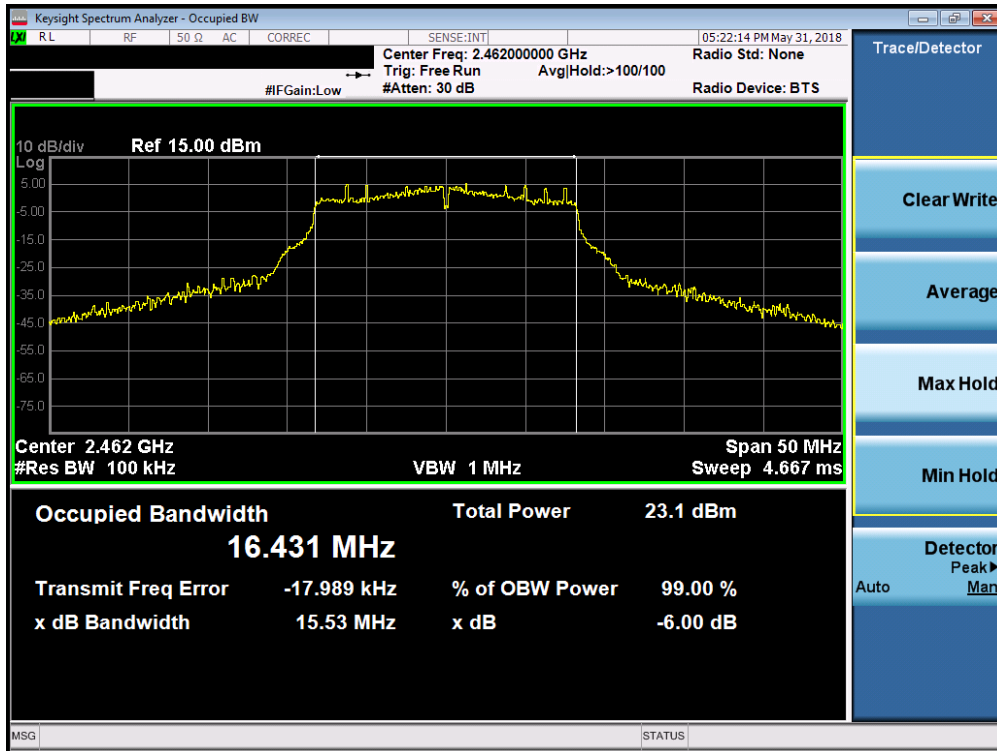 Keysight Spectrum Analyzer - Occupied BW
LXI RL RF 50 Ω AC CORREC SENSE:INT 05:22:14 PM May 31, 2018
Center Freq: 2.462000000 GHz Radio Std: None
Trig: Free Run Avg|Hold:>100/100
#IFGain:Low #Atten: 30 dB Radio Device: BTS
10 dB/div Ref 15.00 dBm
Log
5.00
-5.00
-15.0
-25.0
-35.0
-45.0
-55.0
-65.0
-75.0
Center 2.462 GHz Span 50 MHz
#Res BW 100 kHz VBW 1 MHz Sweep 4.667 ms
Occupied Bandwidth Total Power 23.1 dBm
16.431 MHz
Transmit Freq Error -17.989 kHz % of OBW Power 99.00 %
x dB Bandwidth 15.53 MHz x dB -6.00 dB
Trace/Detector
Clear Write
Average
Max Hold
Min Hold
Detector
Peak▶
Auto Man
MSG STATUS